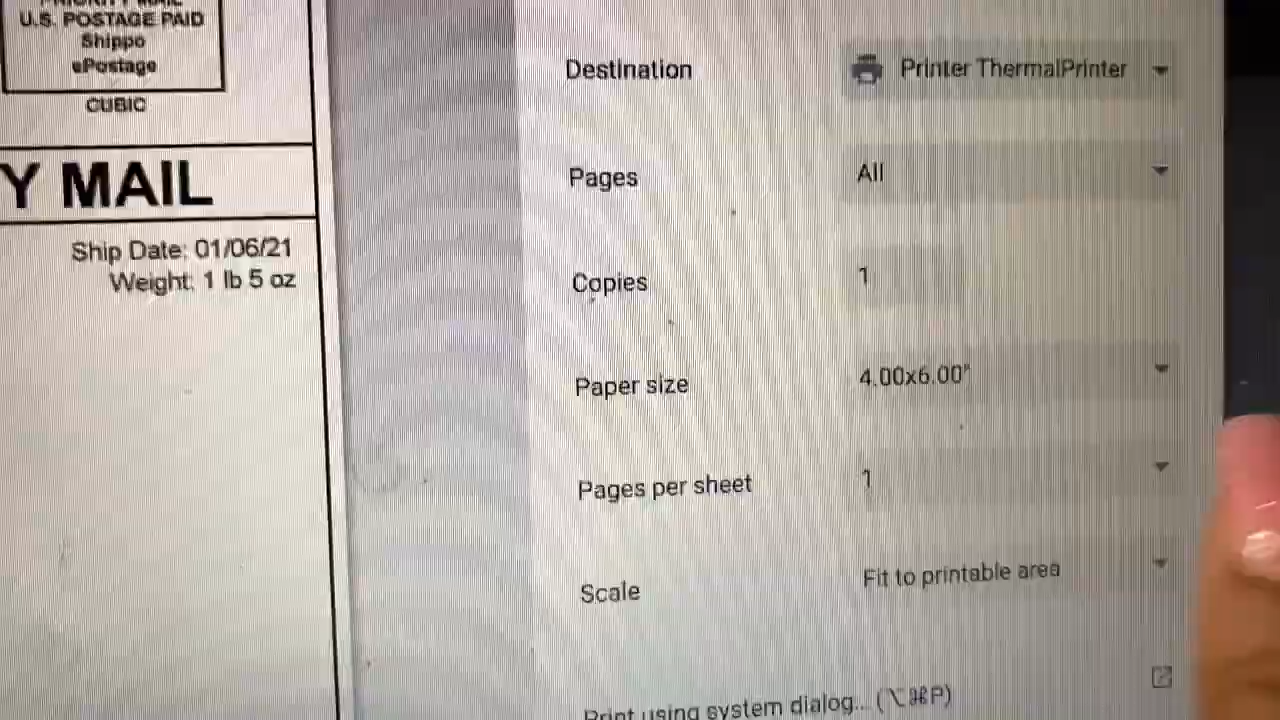 PRIORITY MAIL
U.S. POSTAGE PAID
Shippo
ePostage
CUBIC
Y MAIL
Ship Date: 01/06/21
Weight: 1 lb 5 oz
Destination Printer ThermalPrinter
Pages All
Copies 1
Paper size 4.00x6.00"
Pages per sheet 1
Scale Fit to printable area
Print using system dialog... (⌥⌘P)